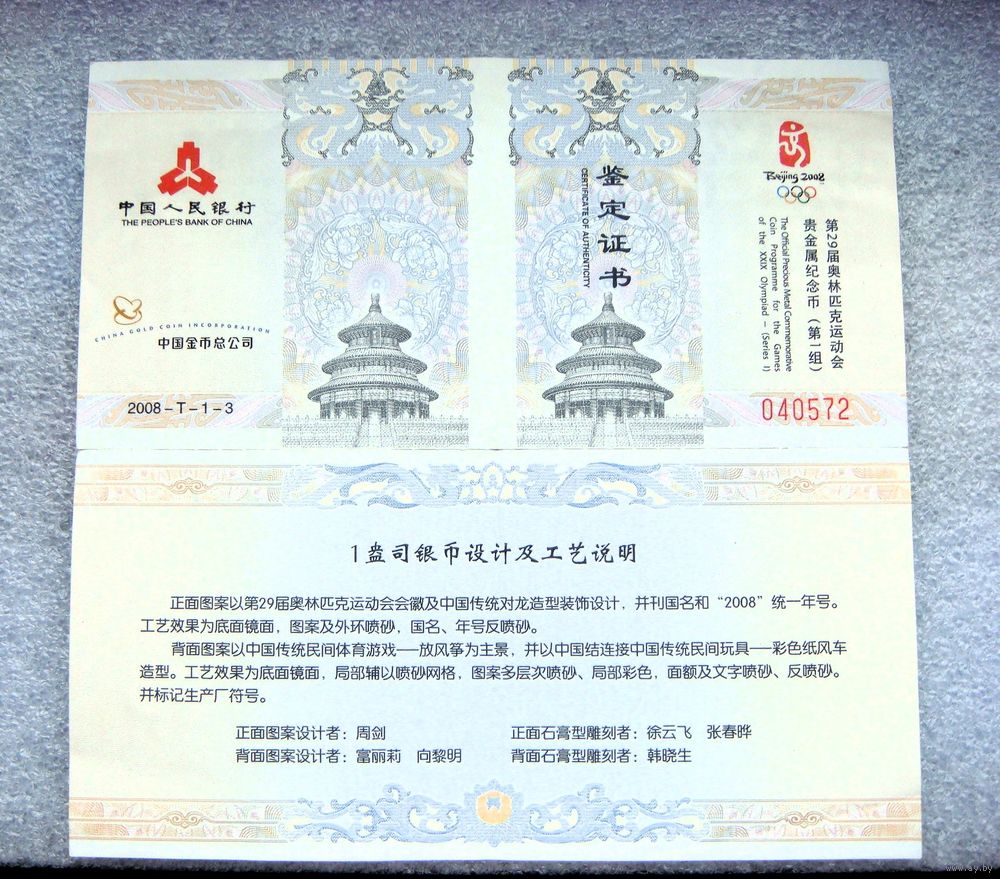 中国人民银行
THE PEOPLE'S BANK OF CHINA
CHINA GOLD COIN INCORPORATION
中国金币总公司
2008-T-1-3
鉴定证书
CERTIFICATE OF AUTHENTICITY
Beijing 2008
第29届奥林匹克运动会
贵金属纪念币（第一组）
The Official Precious Metal Commemorative
Coin Programme for the Games
of the XXIX Olympiad – (Series I)
040572
1盎司银币设计及工艺说明
正面图案以第29届奥林匹克运动会会徽及中国传统对龙造型装饰设计，并刊国名和“2008”统一年号。
工艺效果为底面镜面，图案及外环喷砂，国名、年号反喷砂。
背面图案以中国传统民间体育游戏——放风筝为主景，并以中国结连接中国传统民间玩具——彩色纸风车
造型。工艺效果为底面镜面，局部辅以喷砂网格，图案多层次喷砂、局部彩色，面额及文字喷砂、反喷砂。
并标记生产厂符号。
正面图案设计者：周剑 正面石膏型雕刻者：徐云飞 张春晔
背面图案设计者：富丽莉 向黎明 背面石膏型雕刻者：韩晓生
www.ay.by